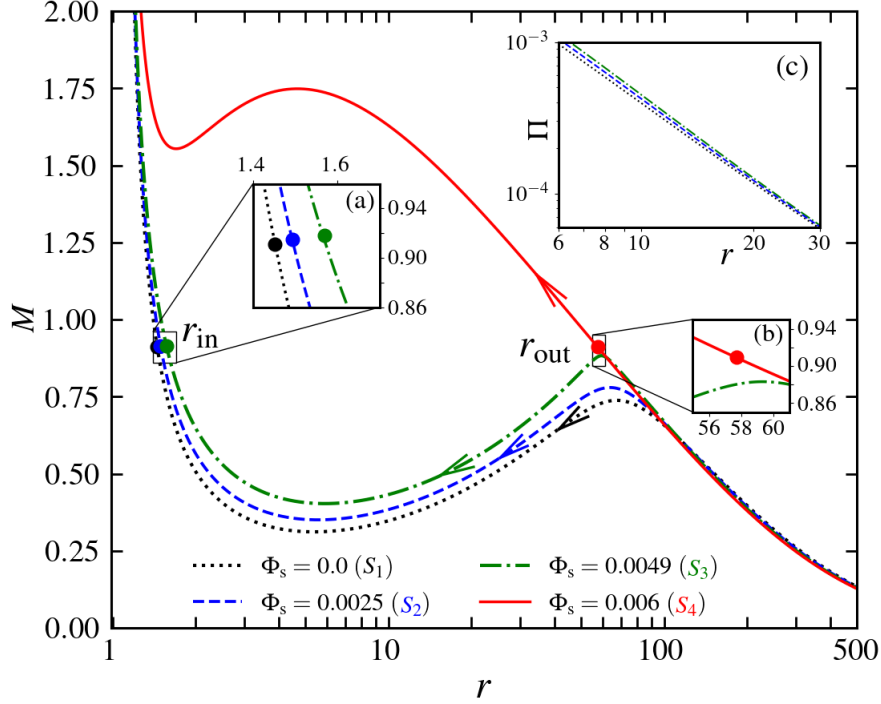 M
2.00
1.75
1.50
1.25
1.00
0.75
0.50
0.25
0.00
1
10
100
500
r
1.4
1.6
(a)
0.94
0.90
0.86
r_in
(c)
Π
10⁻³
10⁻⁴
6
8
10
20
30
r
r_out
(b)
0.94
0.90
0.86
56
58
60
Φ_s = 0.0 (S_1)
Φ_s = 0.0025 (S_2)
Φ_s = 0.0049 (S_3)
Φ_s = 0.006 (S_4)